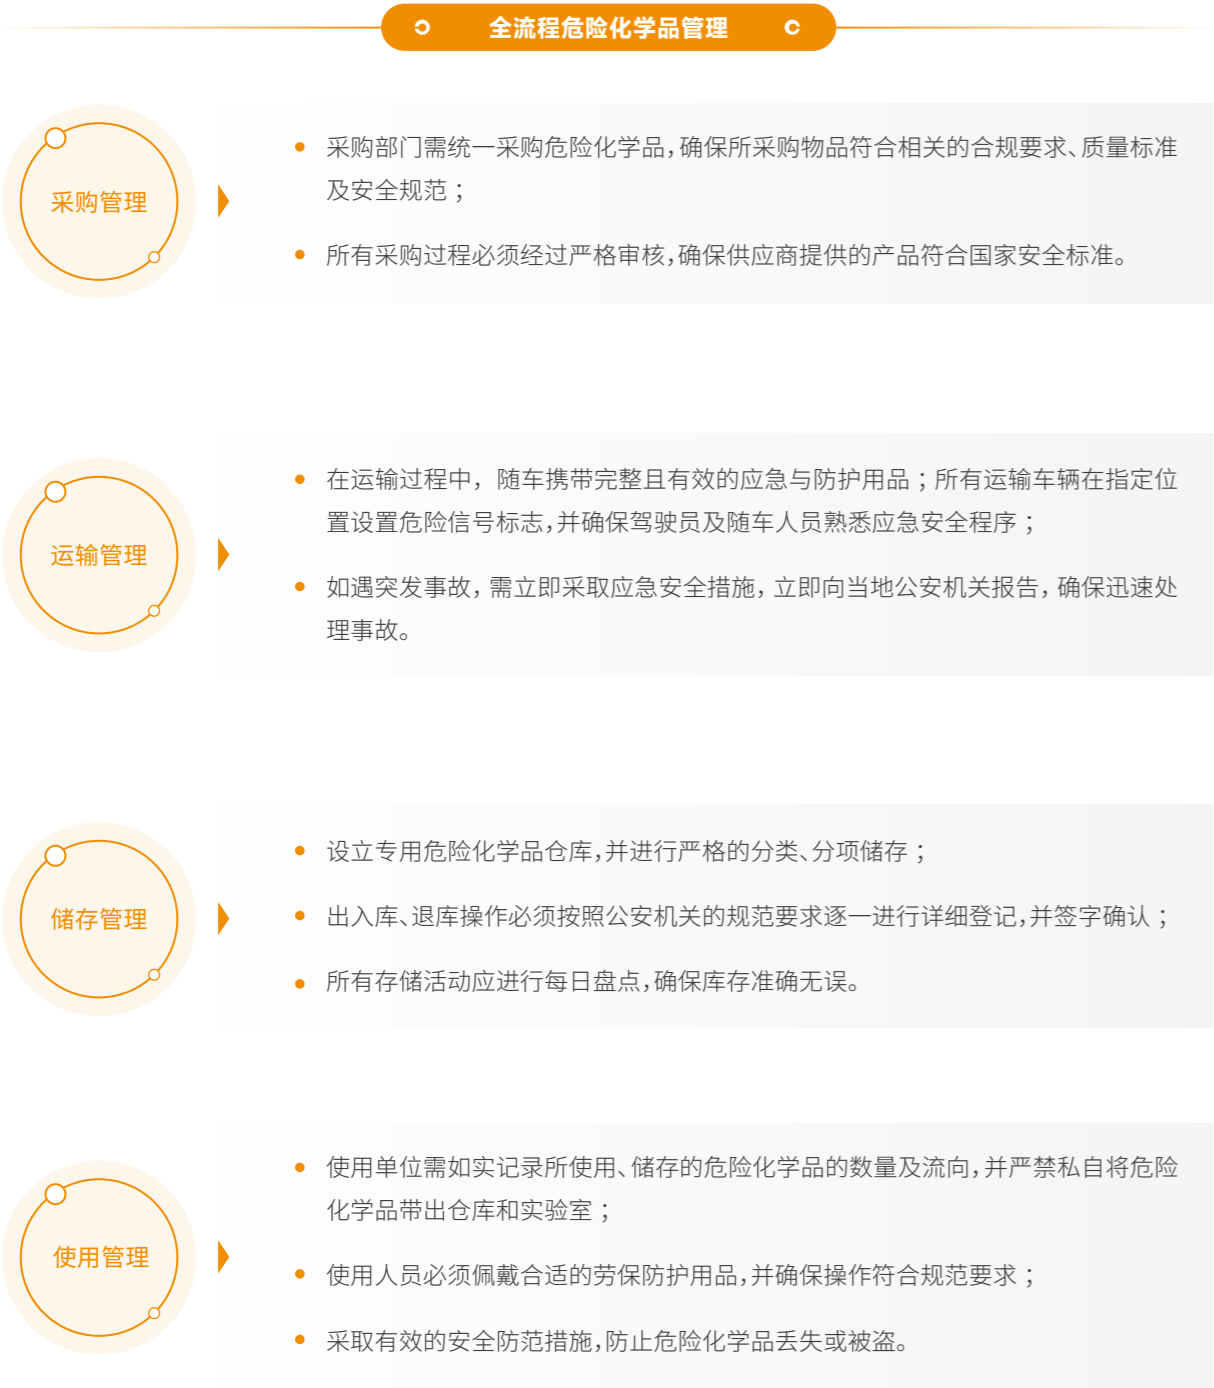 全流程危险化学品管理
采购管理
采购部门需统一采购危险化学品，确保所采购物品符合相关的合规要求、质量标准
及安全规范；
所有采购过程必须经过严格审核，确保供应商提供的产品符合国家安全标准。
运输管理
在运输过程中，随车携带完整且有效的应急与防护用品；所有运输车辆在指定位
置设置危险信号标志，并确保驾驶员及随车人员熟悉应急安全程序；
如遇突发事故，需立即采取应急安全措施，立即向当地公安机关报告，确保迅速处
理事故。
储存管理
设立专用危险化学品仓库，并进行严格的分类、分项储存；
出入库、退库操作必须按照公安机关的规范要求逐一进行详细登记，并签字确认；
所有存储活动应进行每日盘点，确保库存准确无误。
使用管理
使用单位需如实记录所使用、储存的危险化学品的数量及流向，并严禁私自将危险
化学品带出仓库和实验室；
使用人员必须佩戴合适的劳保防护用品，并确保操作符合规范要求；
采取有效的安全防范措施，防止危险化学品丢失或被盗。